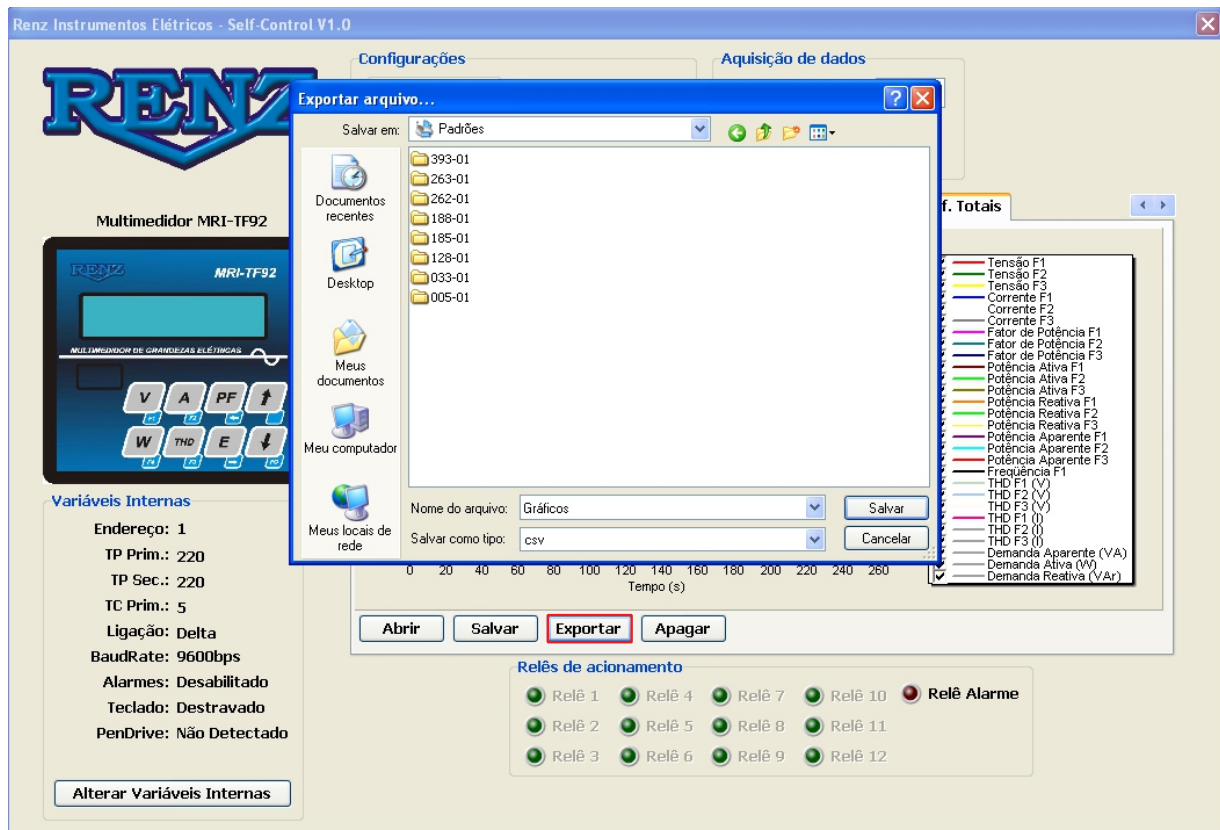 Renz Instrumentos Elétricos - Self-Control V1.0
RENZ
Configurações
Aquisição de dados
Exportar arquivo...
Salvar em:
Padrões
393-01
263-01
262-01
188-01
185-01
128-01
033-01
005-01
Documentos
recentes
Desktop
Meus
documentos
Meu computador
Meus locais de
rede
Nome do arquivo:
Gráficos
Salvar
Salvar como tipo:
csv
Cancelar
Multimedidor MRI-TF92
RENZ
MRI-TF92
MULTIMEDIDOR DE GRANDEZAS ELÉTRICAS
V A PF
W THD E
f. Totais
Tensão F1
Tensão F2
Tensão F3
Corrente F1
Corrente F2
Corrente F3
Fator de Potência F1
Fator de Potência F2
Fator de Potência F3
Potência Ativa F1
Potência Ativa F2
Potência Ativa F3
Potência Reativa F1
Potência Reativa F2
Potência Reativa F3
Potência Aparente F1
Potência Aparente F2
Potência Aparente F3
Freqüência F1
THD F1 (V)
THD F2 (V)
THD F3 (V)
THD F1 (I)
THD F2 (I)
THD F3 (I)
Demanda Aparente (VA)
Demanda Ativa (W)
Demanda Reativa (VAr)
0 20 40 60 80 100 120 140 160 180 200 220 240 260
Tempo (s)
Abrir Salvar Exportar Apagar
Variáveis Internas
Endereço: 1
TP Prim.: 220
TP Sec.: 220
TC Prim.: 5
Ligação: Delta
BaudRate: 9600bps
Alarmes: Desabilitado
Teclado: Destravado
PenDrive: Não Detectado
Alterar Variáveis Internas
Relês de acionamento
Relê 1 Relê 4 Relê 7 Relê 10 Relê Alarme
Relê 2 Relê 5 Relê 8 Relê 11
Relê 3 Relê 6 Relê 9 Relê 12